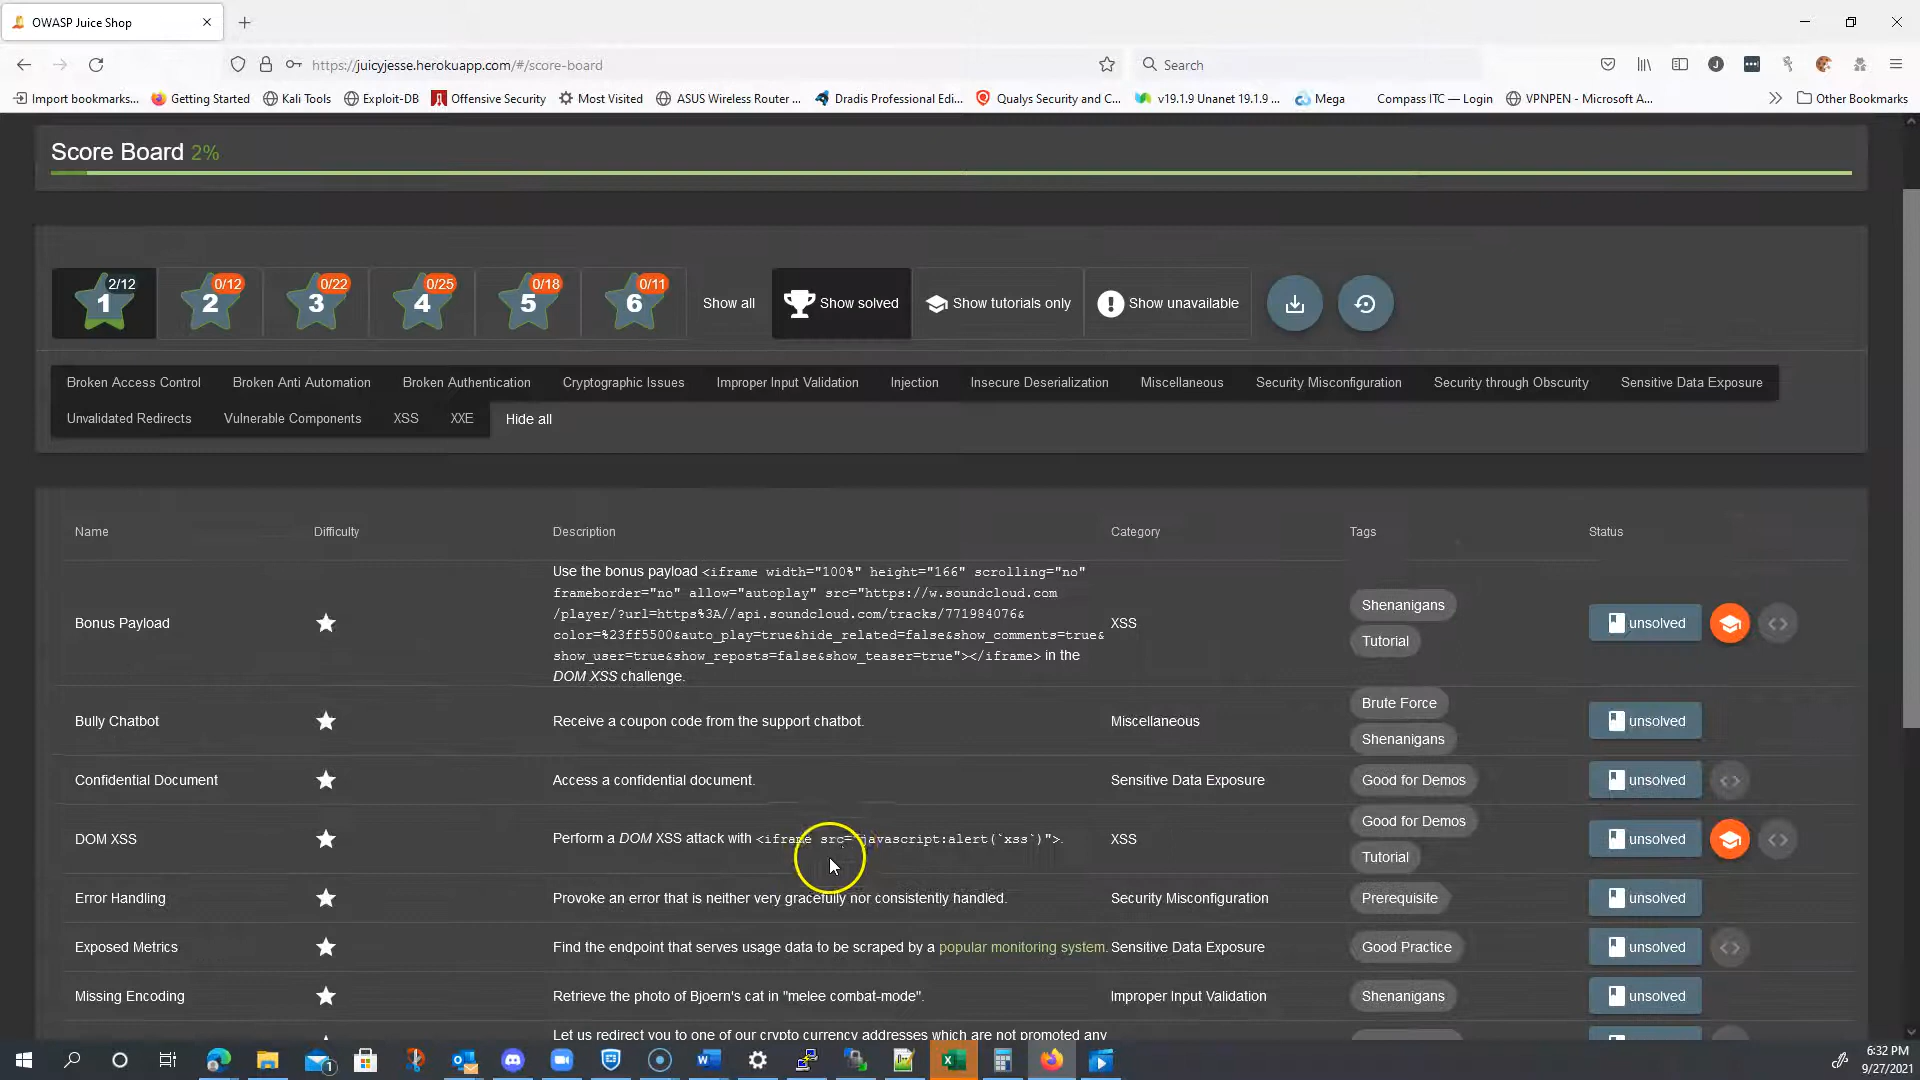 OWASP Juice Shop
https://juicyjesse.herokuapp.com/#/score-board
Search
Import bookmarks...
Getting Started
Kali Tools
Exploit-DB
Offensive Security
Most Visited
ASUS Wireless Router ...
Dradis Professional Edi...
Qualys Security and C...
v19.1.9 Unanet 19.1.9 ...
Mega
Compass ITC — Login
VPNPEN - Microsoft A...
Other Bookmarks
Score Board 2%
2/12
1
0/12
2
0/22
3
0/25
4
0/18
5
0/11
6
Show all
Show solved
Show tutorials only
Show unavailable
Broken Access Control
Broken Anti Automation
Broken Authentication
Cryptographic Issues
Improper Input Validation
Injection
Insecure Deserialization
Miscellaneous
Security Misconfiguration
Security through Obscurity
Sensitive Data Exposure
Unvalidated Redirects
Vulnerable Components
XSS
XXE
Hide all
Name
Difficulty
Description
Category
Tags
Status
Bonus Payload
Use the bonus payload <iframe width="100%" height="166" scrolling="no"
frameborder="no" allow="autoplay" src="https://w.soundcloud.com
/player/?url=https%3A//api.soundcloud.com/tracks/771984076&
color=%23ff5500&auto_play=true&hide_related=false&show_comments=true&
show_user=true&show_reposts=false&show_teaser=true"></iframe> in the
DOM XSS challenge.
XSS
Shenanigans
Tutorial
unsolved
Bully Chatbot
Receive a coupon code from the support chatbot.
Miscellaneous
Brute Force
Shenanigans
unsolved
Confidential Document
Access a confidential document.
Sensitive Data Exposure
Good for Demos
unsolved
DOM XSS
Perform a DOM XSS attack with <iframe src="javascript:alert(`xss`)">.
XSS
Good for Demos
Tutorial
unsolved
Error Handling
Provoke an error that is neither very gracefully nor consistently handled.
Security Misconfiguration
Prerequisite
unsolved
Exposed Metrics
Find the endpoint that serves usage data to be scraped by a popular monitoring system.
Sensitive Data Exposure
Good Practice
unsolved
Missing Encoding
Retrieve the photo of Bjoern's cat in "melee combat-mode".
Improper Input Validation
Shenanigans
unsolved
Let us redirect you to one of our crypto currency addresses which are not promoted any
6:32 PM
9/27/2021